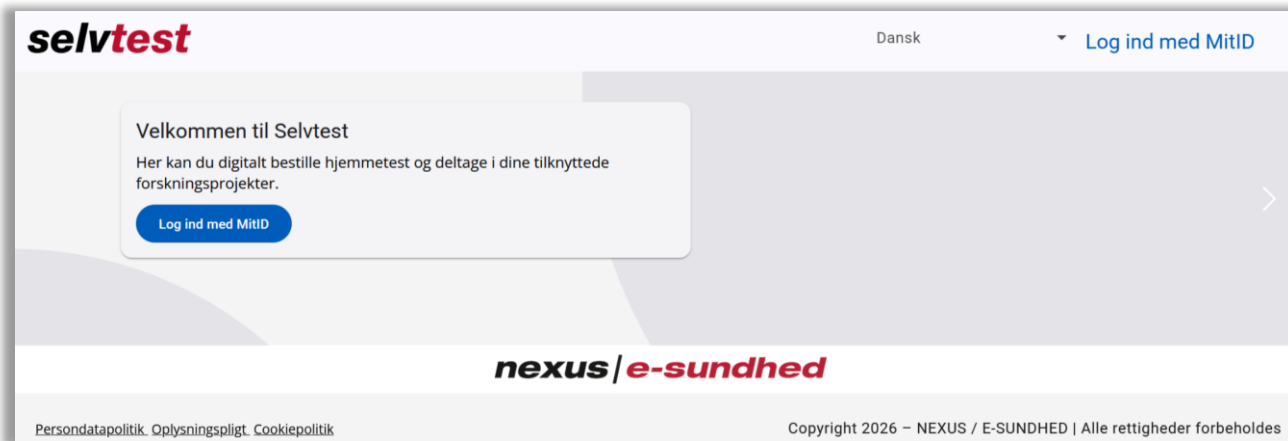 selvtest
Dansk
Log ind med MitID
Velkommen til Selvtest
Her kan du digitalt bestille hjemmetest og deltage i dine tilknyttede
forskningsprojekter.
Log ind med MitID
nexus/e-sundhed
Persondatapolitik Oplysningspligt Cookiepolitik
Copyright 2026 – NEXUS / E-SUNDHED | Alle rettigheder forbeholdes